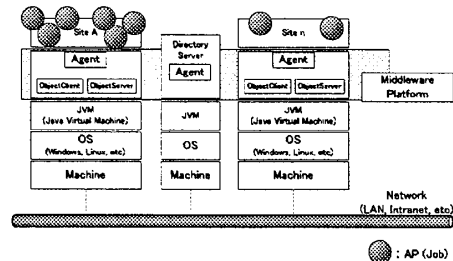 Site A
Directory
Server
Site n
Agent
Agent
Agent
ObjectClient ObjectServer
ObjectClient ObjectServer
Middleware
Platform
JVM
(Java Virtual Machine)
JVM
JVM
(Java Virtual Machine)
OS
(Windows, Linux, etc)
OS
OS
(Windows, Linux, etc)
Machine
Machine
Machine
Network
(LAN, Intranet, etc)
: AP (Job)